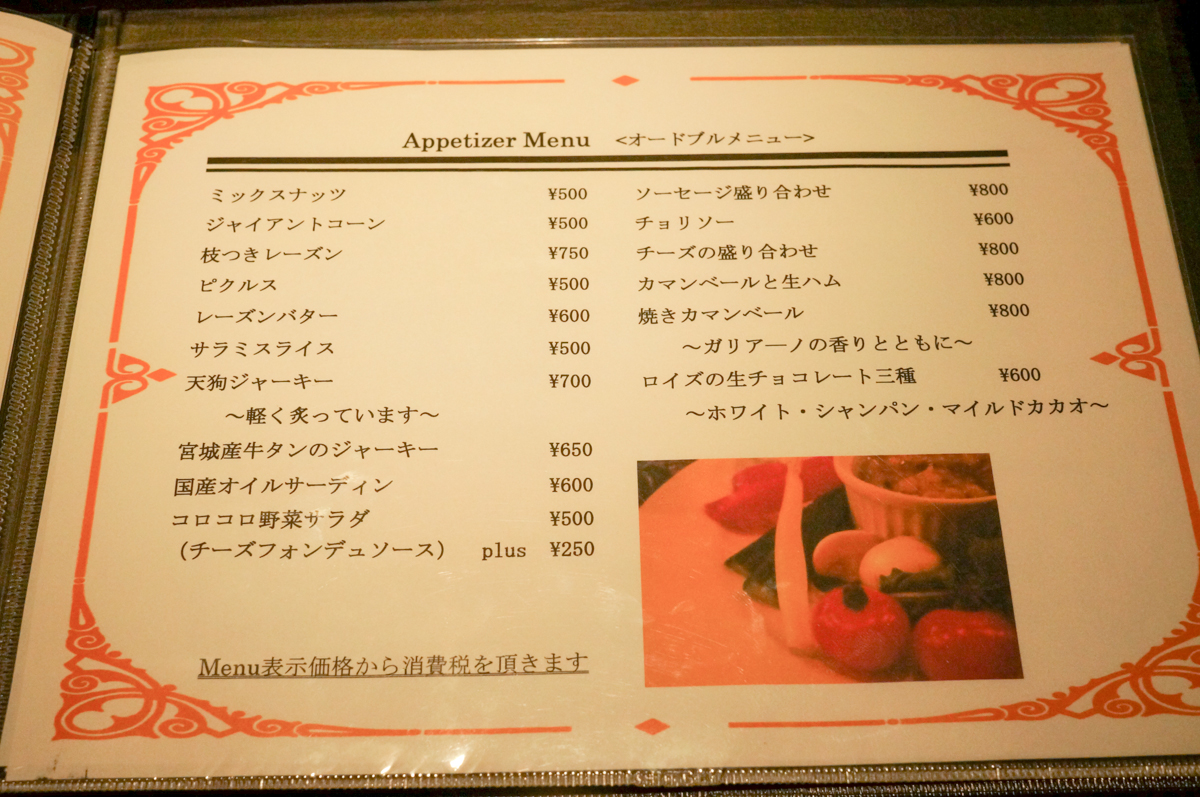 Appetizer Menu <オードブルメニュー>
ミックスナッツ ¥500
ジャイアントコーン ¥500
枝つきレーズン ¥750
ピクルス ¥500
レーズンバター ¥600
サラミスライス ¥500
天狗ジャーキー ¥700
～軽く炙っています～
宮城産牛タンのジャーキー ¥650
国産オイルサーディン ¥600
コロコロ野菜サラダ ¥500
（チーズフォンデュソース） plus ¥250
Menu表示価格から消費税を頂きます
ソーセージ盛り合わせ ¥800
チョリソー ¥600
チーズの盛り合わせ ¥800
カマンベールと生ハム ¥800
焼きカマンベール ¥800
～ガリア―ノの香りとともに～
ロイズの生チョコレート三種 ¥600
～ホワイト・シャンパン・マイルドカカオ～